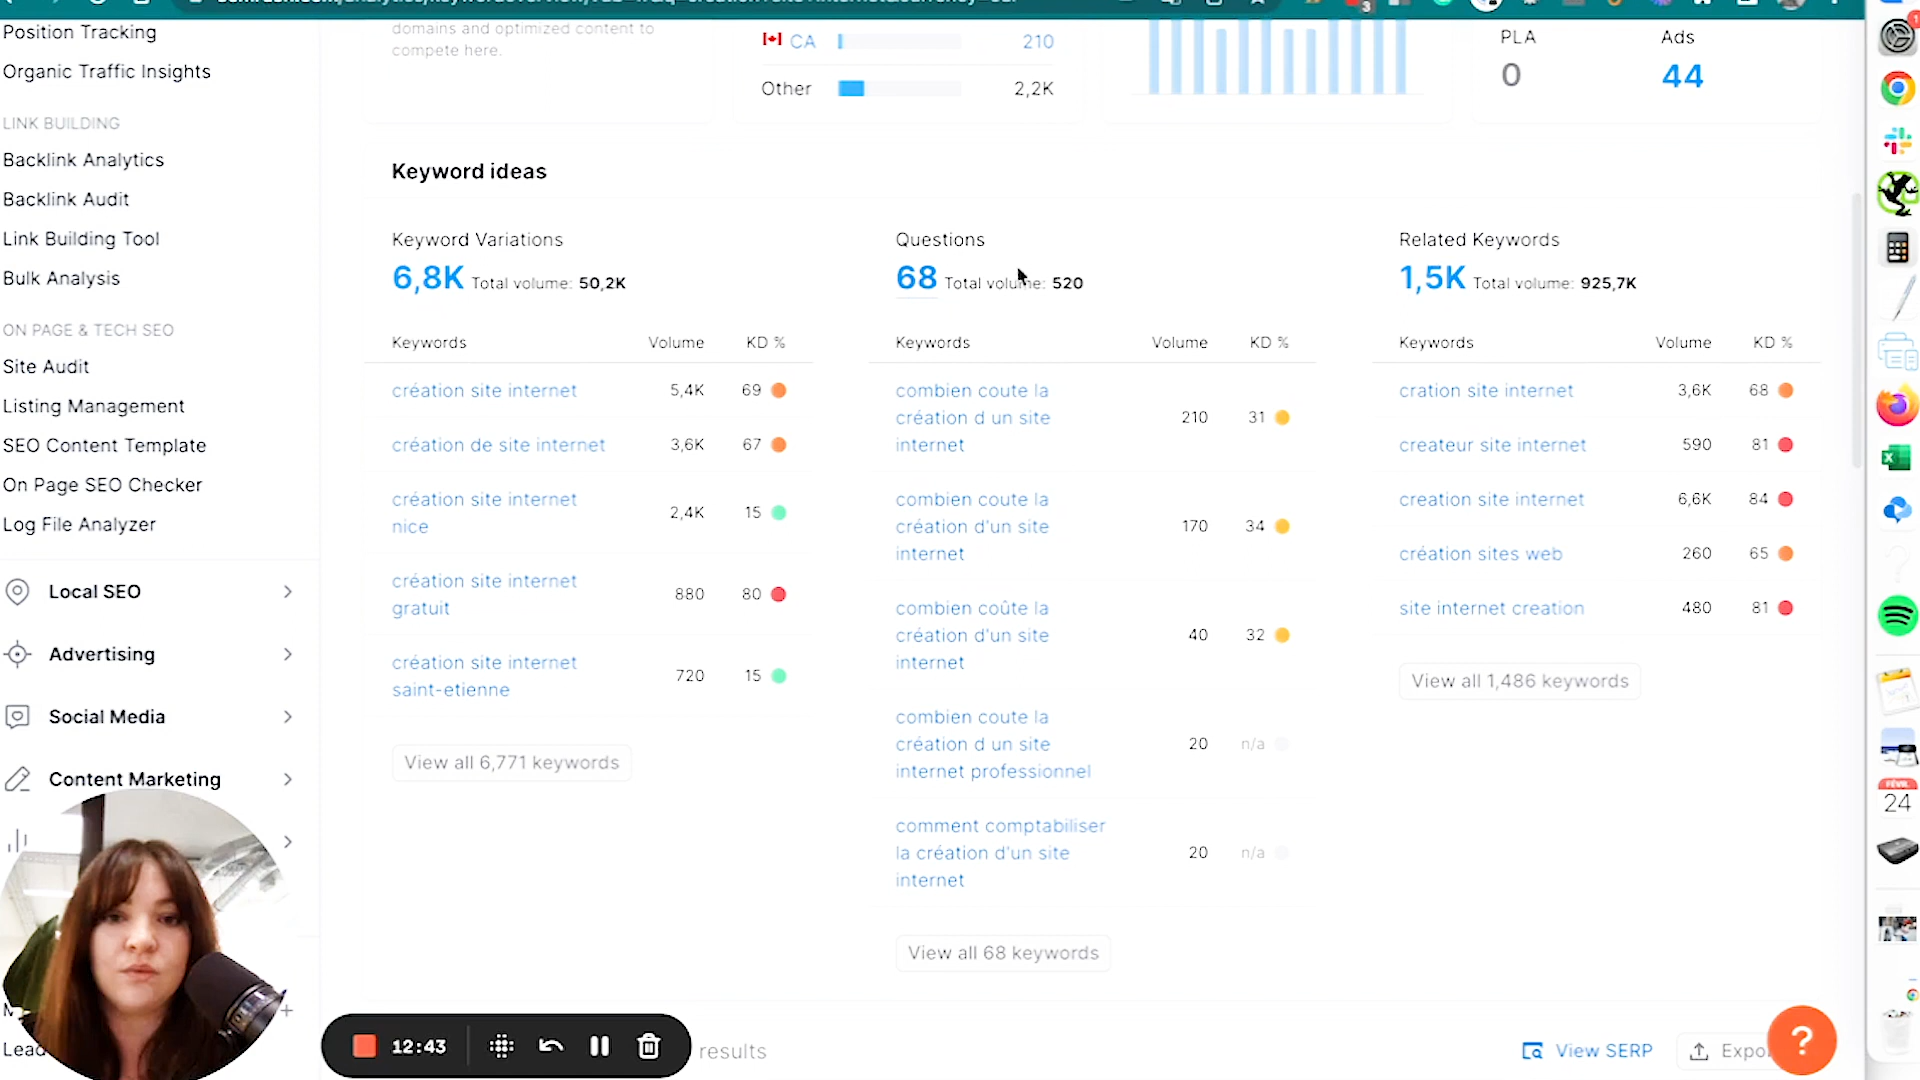 Position Tracking
Organic Traffic Insights
LINK BUILDING
Backlink Analytics
Backlink Audit
Link Building Tool
Bulk Analysis
ON PAGE & TECH SEO
Site Audit
Listing Management
SEO Content Template
On Page SEO Checker
Log File Analyzer
Local SEO
Advertising
Social Media
Content Marketing
domains and optimized content to
compete here.
CA 210
Other 2,2K
PLA
0
Ads
44
Keyword ideas
Keyword Variations
6,8K Total volume: 50,2K
Keywords Volume KD %
création site internet 5,4K 69
création de site internet 3,6K 67
création site internet
nice 2,4K 15
création site internet
gratuit 880 80
création site internet
saint-etienne 720 15
View all 6,771 keywords
Questions
68 Total volume: 520
Keywords Volume KD %
combien coute la
création d un site 210 31
internet
combien coute la
création d'un site 170 34
internet
combien coûte la
création d'un site 40 32
internet
combien coute la
création d un site 20 n/a
internet professionnel
comment comptabiliser
la création d'un site 20 n/a
internet
View all 68 keywords
Related Keywords
1,5K Total volume: 925,7K
Keywords Volume KD %
cration site internet 3,6K 68
createur site internet 590 81
creation site internet 6,6K 84
création sites web 260 65
site internet creation 480 81
View all 1,486 keywords
12:43
results
View SERP
?
3
1
24